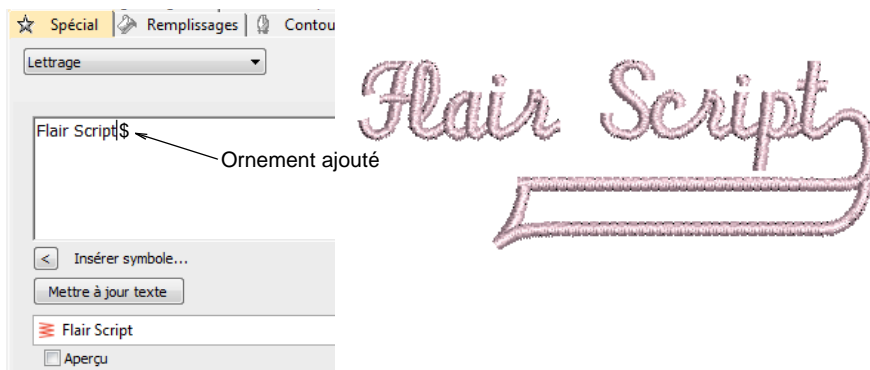 Spécial Remplissages Contou
Lettrage
Flair Script$
Ornement ajouté
< Insérer symbole...
Mettre à jour texte
Flair Script
Aperçu
Flair Script